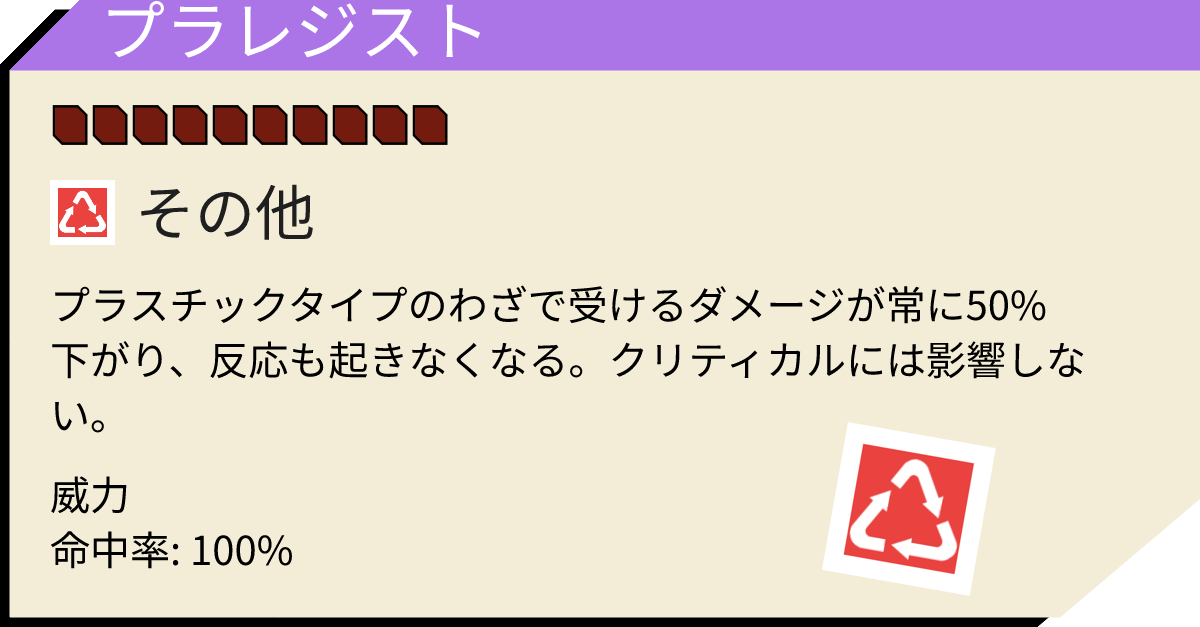 プラレジスト
その他
プラスチックタイプのわざで受けるダメージが常に50%
下がり、反応も起きなくなる。クリティカルには影響しな
い。
威力
命中率: 100%